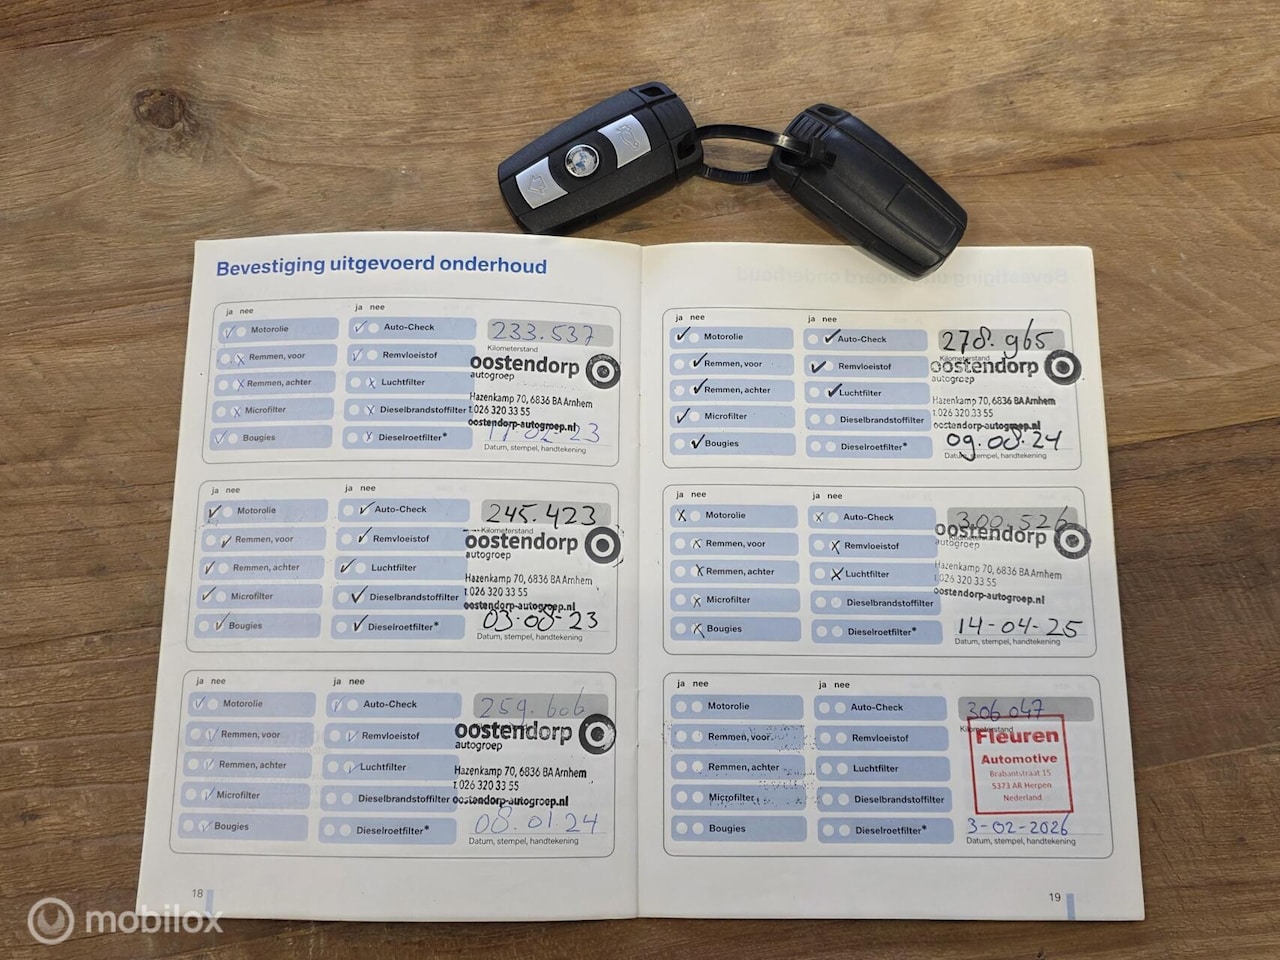 Bevestiging uitgevoerd onderhoud
ja nee
ja nee
Motorolie
Auto-Check
233.537
Kilometerstand
Remmen, voor
Remvloeistof
oostendorp
autogroep
Remmen, achter
Luchtfilter
Hazenkamp 70, 6836 BA Arnhem
t.026 320 33 55
Microfilter
Dieselbrandstoffilter
oostendorp-autogroep.nl
Bougies
Dieselroetfilter*
Datum, stempel, handtekening
ja nee
ja nee
Motorolie
Auto-Check
245.423
Kilometerstand
Remmen, voor
Remvloeistof
oostendorp
autogroep
Remmen, achter
Luchtfilter
Hazenkamp 70, 6836 BA Arnhem
t.026 320 33 55
Microfilter
Dieselbrandstoffilter
oostendorp-autogroep.nl
03-08-23
Bougies
Dieselroetfilter*
Datum, stempel, handtekening
ja nee
ja nee
Motorolie
Auto-Check
259.606
Remmen, voor
Remvloeistof
oostendorp
autogroep
Remmen, achter
Luchtfilter
Hazenkamp 70, 6836 BA Arnhem
t.026 320 33 55
Microfilter
Dieselbrandstoffilter
oostendorp-autogroep.nl
08.01.24
Bougies
Dieselroetfilter*
Datum, stempel, handtekening
18
ja nee
ja nee
Motorolie
Auto-Check
278.965
Kilometerstand
Remmen, voor
Remvloeistof
oostendorp
autogroep
Remmen, achter
Luchtfilter
Hazenkamp 70, 6836 BA Arnhem
t.026 320 33 55
Microfilter
Dieselbrandstoffilter
oostendorp-autogroep.nl
09.08.24
Bougies
Dieselroetfilter*
Datum, stempel, handtekening
ja nee
ja nee
Motorolie
Auto-Check
300.526
Remmen, voor
Remvloeistof
oostendorp
autogroep
Remmen, achter
Luchtfilter
Hazenkamp 70, 6836 BA Arnhem
t.026 320 33 55
Microfilter
Dieselbrandstoffilter
oostendorp-autogroep.nl
14-04-25
Bougies
Dieselroetfilter*
Datum, stempel, handtekening
ja nee
ja nee
Motorolie
Auto-Check
306.047
Kilometerstand
Remmen, voor
Remvloeistof
Fleuren
Automotive
Remmen, achter
Luchtfilter
Brabantstraat 15
5373 AR Herpen
Nederland
Microfilter
Dieselbrandstoffilter
Bougies
Dieselroetfilter*
3-02-2026
Datum, stempel, handtekening
19
mobilox